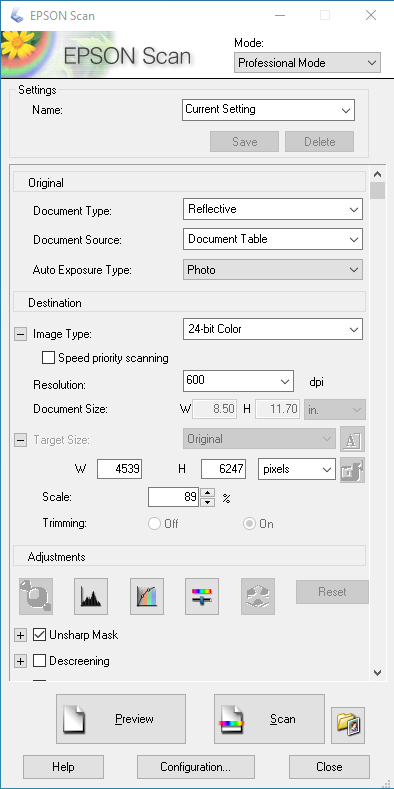 EPSON Scan
EPSON Scan
Mode:
Professional Mode
Settings
Name: Current Setting
Save Delete
Original
Document Type: Reflective
Document Source: Document Table
Auto Exposure Type: Photo
Destination
Image Type: 24-bit Color
Speed priority scanning
Resolution: 600 dpi
Document Size: W 8.50 H 11.70 in.
Target Size: Original
W 4539 H 6247 pixels
Scale: 89 %
Trimming: Off On
Adjustments
Reset
Unsharp Mask
Descreening
Preview Scan
Help Configuration... Close